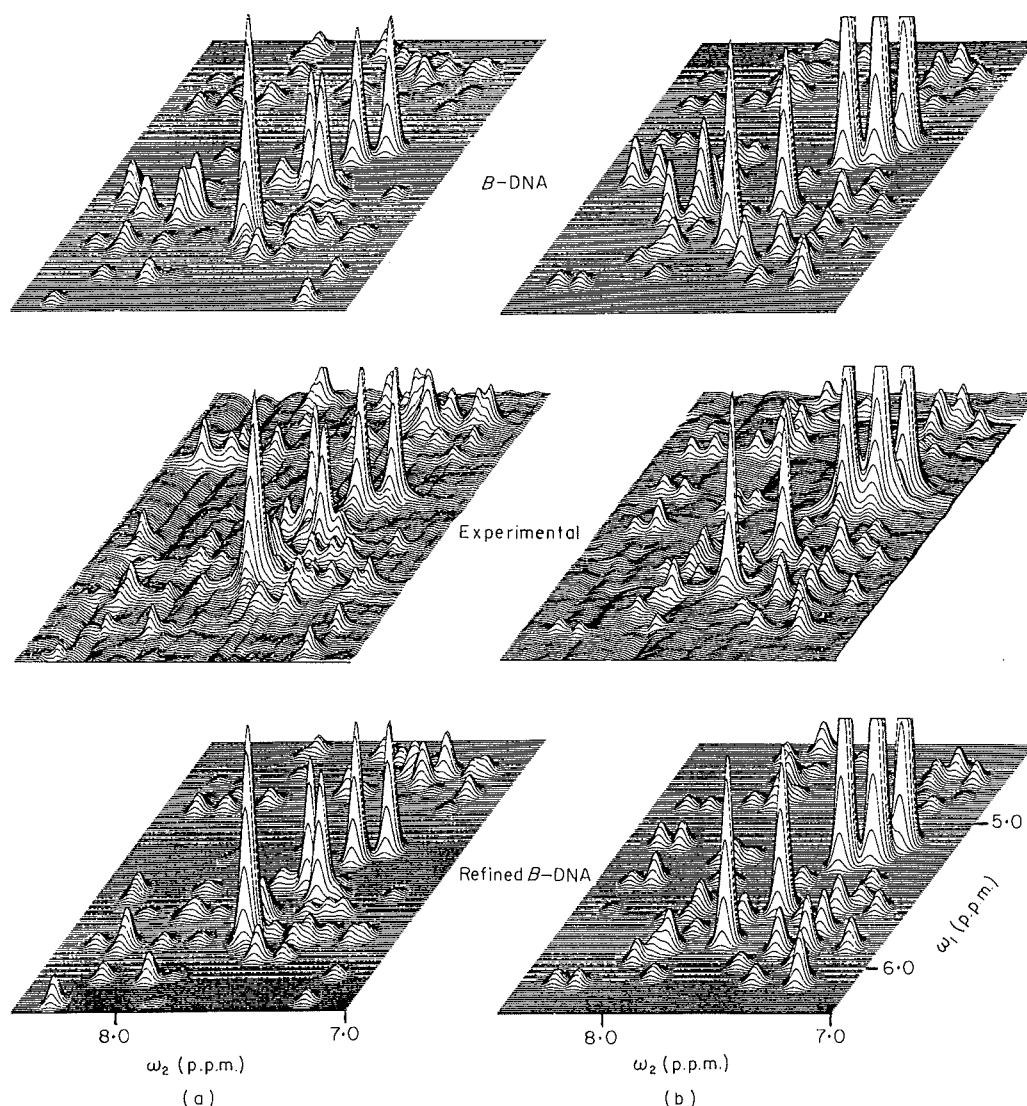 B-DNA
Experimental
Refined B-DNA
5·0
6·0
ω₁ (p.p.m.)
8·0 7·0 8·0 7·0
ω₂ (p.p.m.) ω₂ (p.p.m.)
(a) (b)